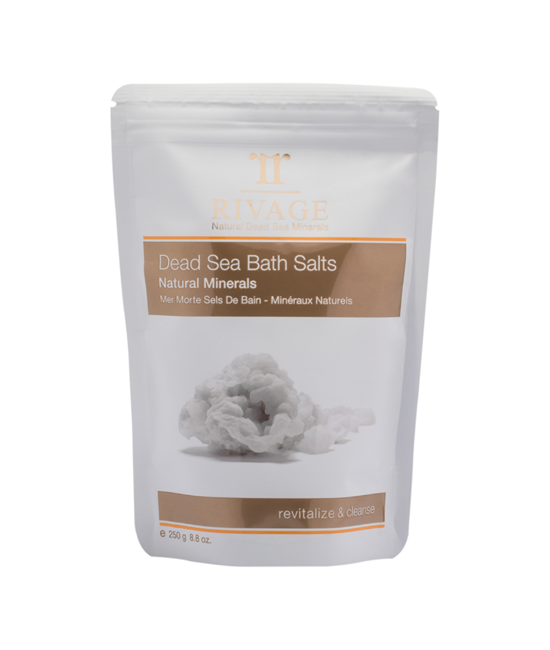 RIVAGE
Natural Dead Sea Minerals
Dead Sea Bath Salts
Natural Minerals
Mer Morte Sels De Bain - Minéraux Naturels
revitalize & cleanse
℮ 250 g 8.8 oz.